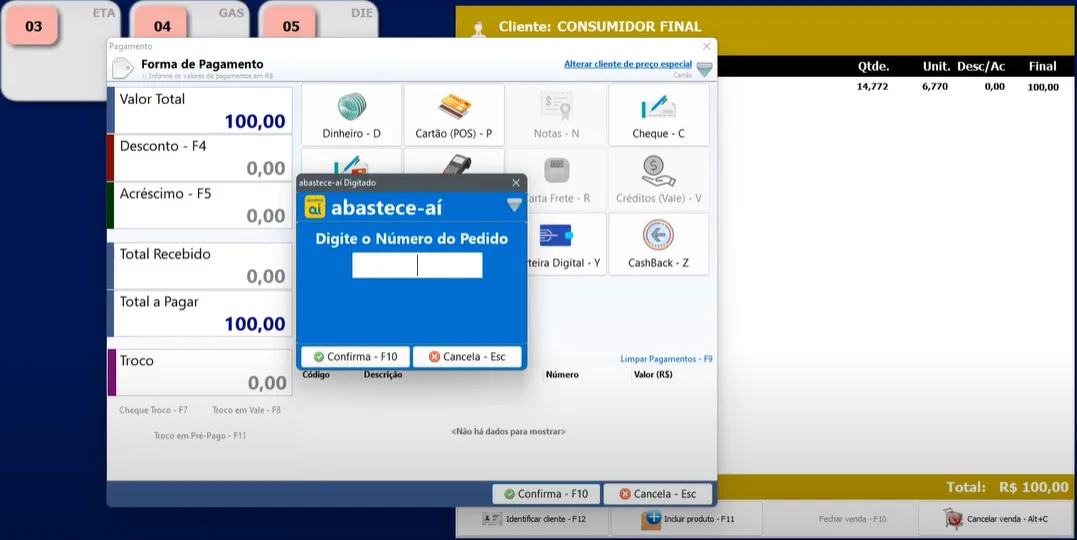 03 ETA 04 GAS 05 DIE
Cliente: CONSUMIDOR FINAL
Qtde. Unit. Desc/Ac Final
14,772 6,770 0,00 100,00
Pagamento
Forma de Pagamento
:: Informe os valores de pagamentos em R$
Alterar cliente de preço especial
Cartão
Valor Total
100,00
Desconto - F4
0,00
Acréscimo - F5
0,00
Total Recebido
0,00
Total a Pagar
100,00
Troco
0,00
Cheque Troco - F7 Troco em Vale - F8
Troco em Pré-Pago - F11
Dinheiro - D Cartão (POS) - P Notas - N Cheque - C
arta Frete - R Créditos (Vale) - V
teira Digital - Y CashBack - Z
abastece-aí Digitado
aí abastece-aí
Digite o Número do Pedido
Confirma - F10 Cancela - Esc
Limpar Pagamentos - F9
Código Descrição Número Valor (R$)
<Não há dados para mostrar>
Confirma - F10 Cancela - Esc
Total: R$ 100,00
Identificar cliente - F12 Incluir produto - F11 Fechar venda - F10 Cancelar venda - Alt+C